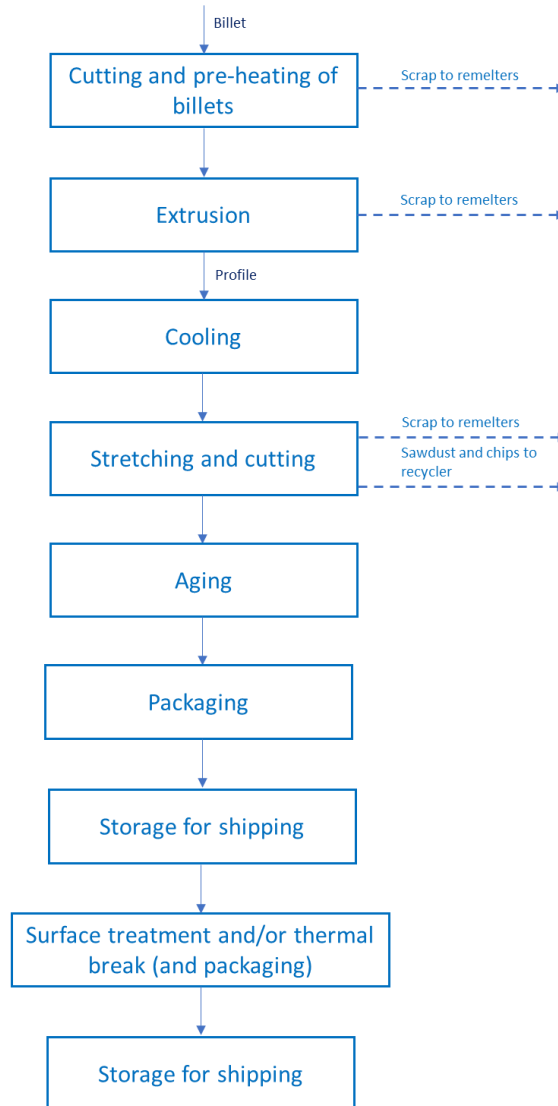 Billet
Cutting and pre-heating of
billets
Scrap to remelters
Extrusion
Scrap to remelters
Profile
Cooling
Stretching and cutting
Scrap to remelters
Sawdust and chips to
recycler
Aging
Packaging
Storage for shipping
Surface treatment and/or thermal
break (and packaging)
Storage for shipping